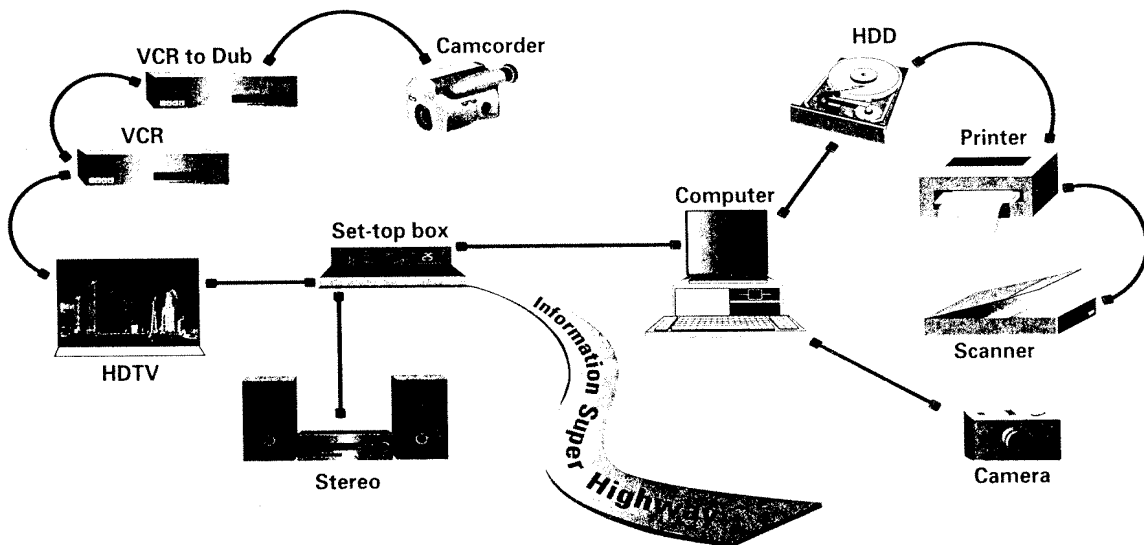 VCR to Dub
Camcorder
HDD
VCR
Printer
Computer
Set-top box
Information Super Highway
HDTV
Scanner
Stereo
Camera